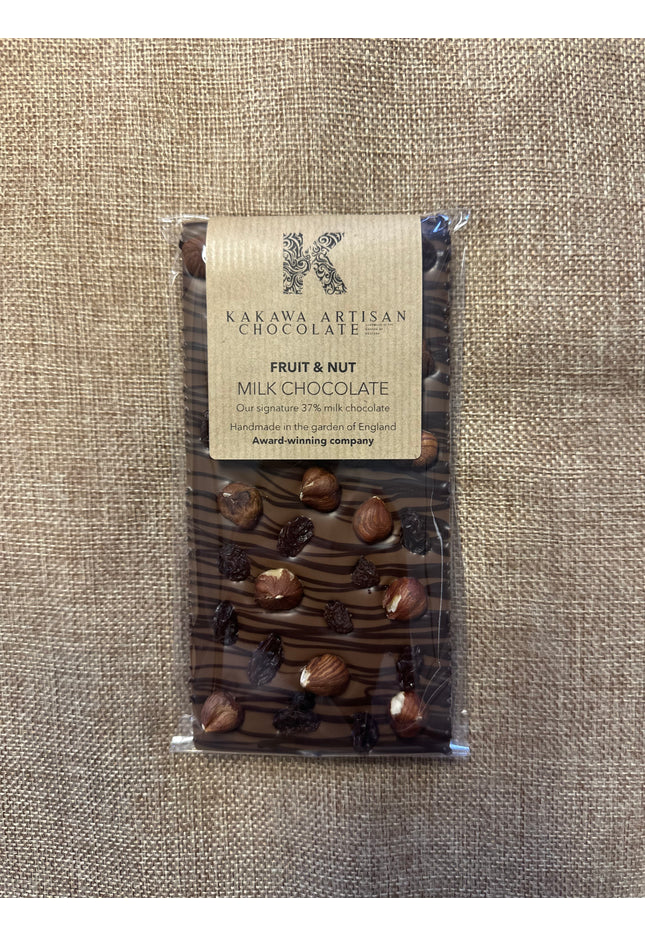 K
KAKAWA ARTISAN
CHOCOLATE
FRUIT & NUT
MILK CHOCOLATE
Our signature 37% milk chocolate
Handmade in the garden of England
Award-winning company